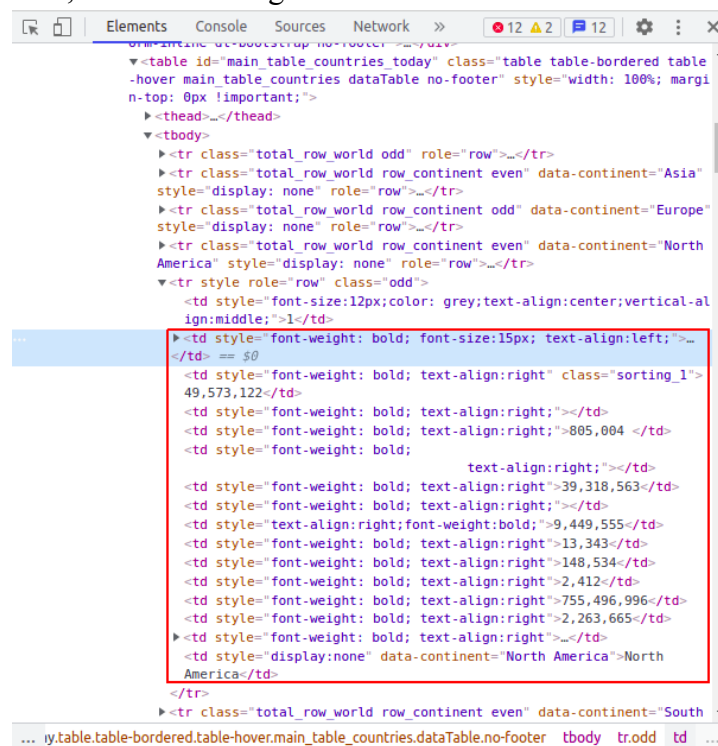 Elements Console Sources Network » 12 2 12
▼<table id="main_table_countries_today" class="table table-bordered table
-hover main_table_countries dataTable no-footer" style="width: 100%; margi
n-top: 0px !important;">
▶<thead>…</thead>
▼<tbody>
▶<tr class="total_row_world odd" role="row">…</tr>
▶<tr class="total_row_world row_continent even" data-continent="Asia"
style="display: none" role="row">…</tr>
▶<tr class="total_row_world row_continent odd" data-continent="Europe"
style="display: none" role="row">…</tr>
▶<tr class="total_row_world row_continent even" data-continent="North
America" style="display: none" role="row">…</tr>
▼<tr style role="row" class="odd">
<td style="font-size:12px;color: grey;text-align:center;vertical-al
ign:middle;">1</td>
▶<td style="font-weight: bold; font-size:15px; text-align:left;">…
</td> == $0
<td style="font-weight: bold; text-align:right" class="sorting_1">
49,573,122</td>
<td style="font-weight: bold; text-align:right;"></td>
<td style="font-weight: bold; text-align:right;">805,004 </td>
<td style="font-weight: bold;
text-align:right;"></td>
<td style="font-weight: bold; text-align:right">39,318,563</td>
<td style="font-weight: bold; text-align:right;"></td>
<td style="text-align:right;font-weight:bold;">9,449,555</td>
<td style="font-weight: bold; text-align:right">13,343</td>
<td style="font-weight: bold; text-align:right">148,534</td>
<td style="font-weight: bold; text-align:right">2,412</td>
<td style="font-weight: bold; text-align:right">755,496,996</td>
<td style="font-weight: bold; text-align:right">2,263,665</td>
▶<td style="font-weight: bold; text-align:right">…</td>
<td style="display:none" data-continent="North America">North
America</td>
</tr>
▶<tr class="total_row_world row_continent even" data-continent="South
... ıy.table.table-bordered.table-hover.main_table_countries.dataTable.no-footer tbody tr.odd td ...